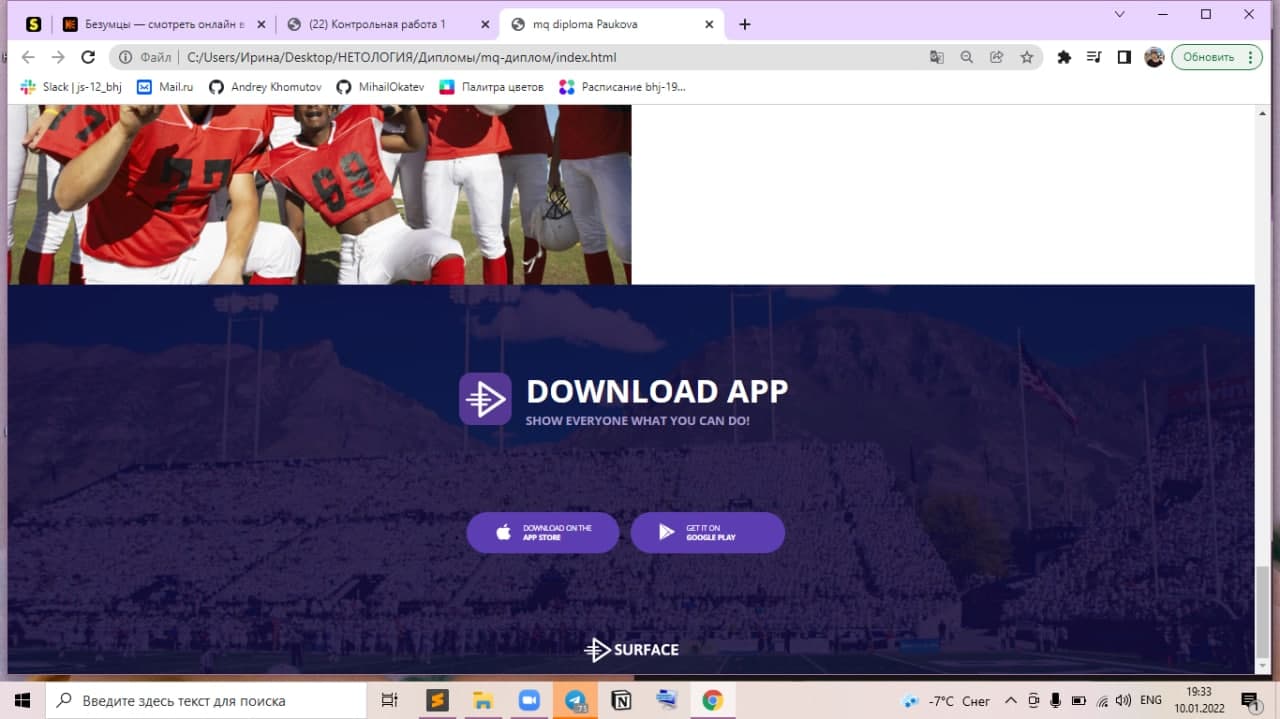 Безумцы — смотреть онлайн в
(22) Контрольная работа 1
mq diploma Paukova
Файл
C:/Users/Ирина/Desktop/НЕТОЛОГИЯ/Дипломы/mq-диплом/index.html
Обновить
Slack | js-12_bhj
Mail.ru
Andrey Khomutov
MihailOkatev
Палитра цветов
Расписание bhj-19...
77
69
DOWNLOAD APP
SHOW EVERYONE WHAT YOU CAN DO!
DOWNLOAD ON THE
APP STORE
GET IT ON
GOOGLE PLAY
SURFACE
Введите здесь текст для поиска
73
-7°C Снег
ENG
19:33
10.01.2022
1